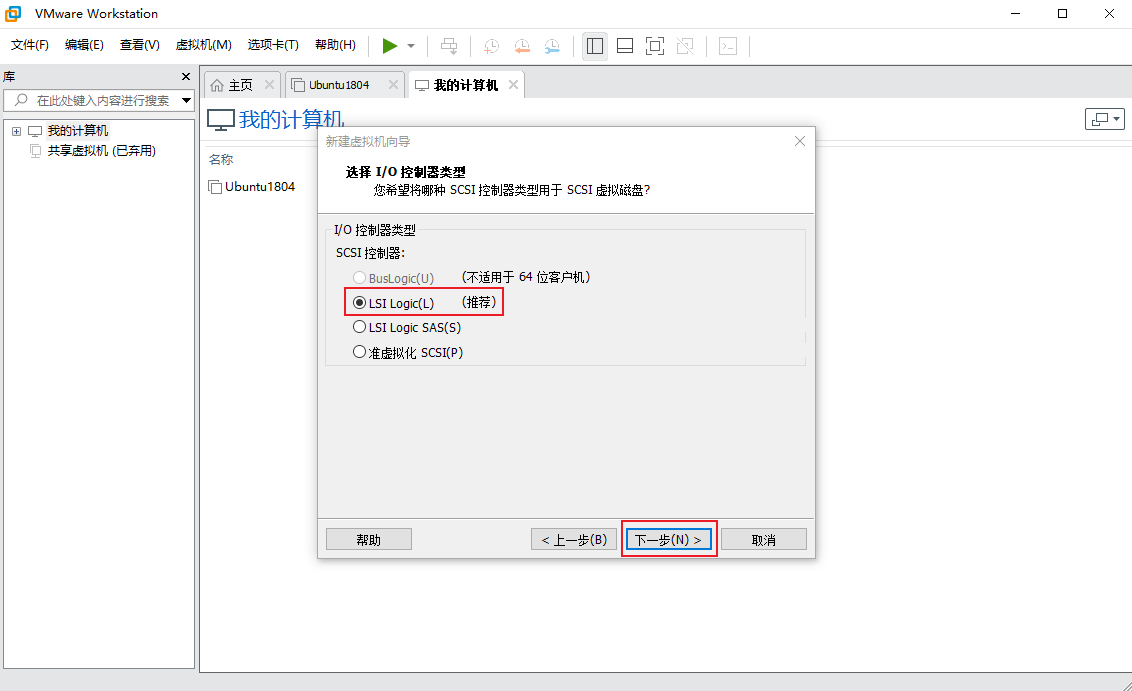 VMware Workstation
文件(F) 编辑(E) 查看(V) 虚拟机(M) 选项卡(T) 帮助(H)
库
在此处键入内容进行搜索
我的计算机
共享虚拟机 (已弃用)
主页 Ubuntu1804 我的计算机
我的计算机
名称
Ubuntu1804
新建虚拟机向导
选择 I/O 控制器类型
您希望将哪种 SCSI 控制器类型用于 SCSI 虚拟磁盘?
I/O 控制器类型
SCSI 控制器:
BusLogic(U) (不适用于 64 位客户机)
LSI Logic(L) (推荐)
LSI Logic SAS(S)
准虚拟化 SCSI(P)
帮助 < 上一步(B) 下一步(N) > 取消